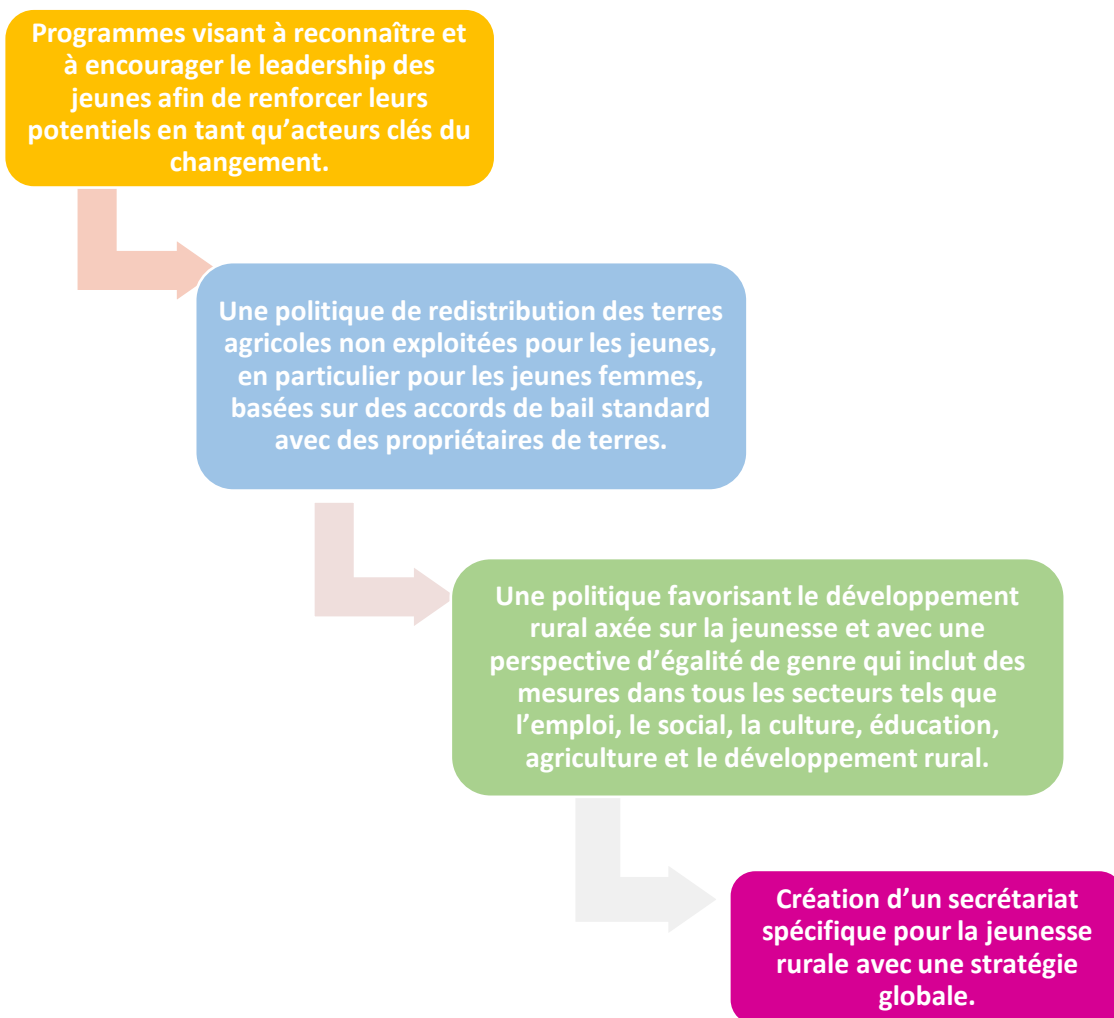 Programmes visant à reconnaître et
à encourager le leadership des
jeunes afin de renforcer leurs
potentiels en tant qu’acteurs clés du
changement.
Une politique de redistribution des terres
agricoles non exploitées pour les jeunes,
en particulier pour les jeunes femmes,
basées sur des accords de bail standard
avec des propriétaires de terres.
Une politique favorisant le développement
rural axée sur la jeunesse et avec une
perspective d’égalité de genre qui inclut des
mesures dans tous les secteurs tels que
l’emploi, le social, la culture, éducation,
agriculture et le développement rural.
Création d’un secrétariat
spécifique pour la jeunesse
rurale avec une stratégie
globale.